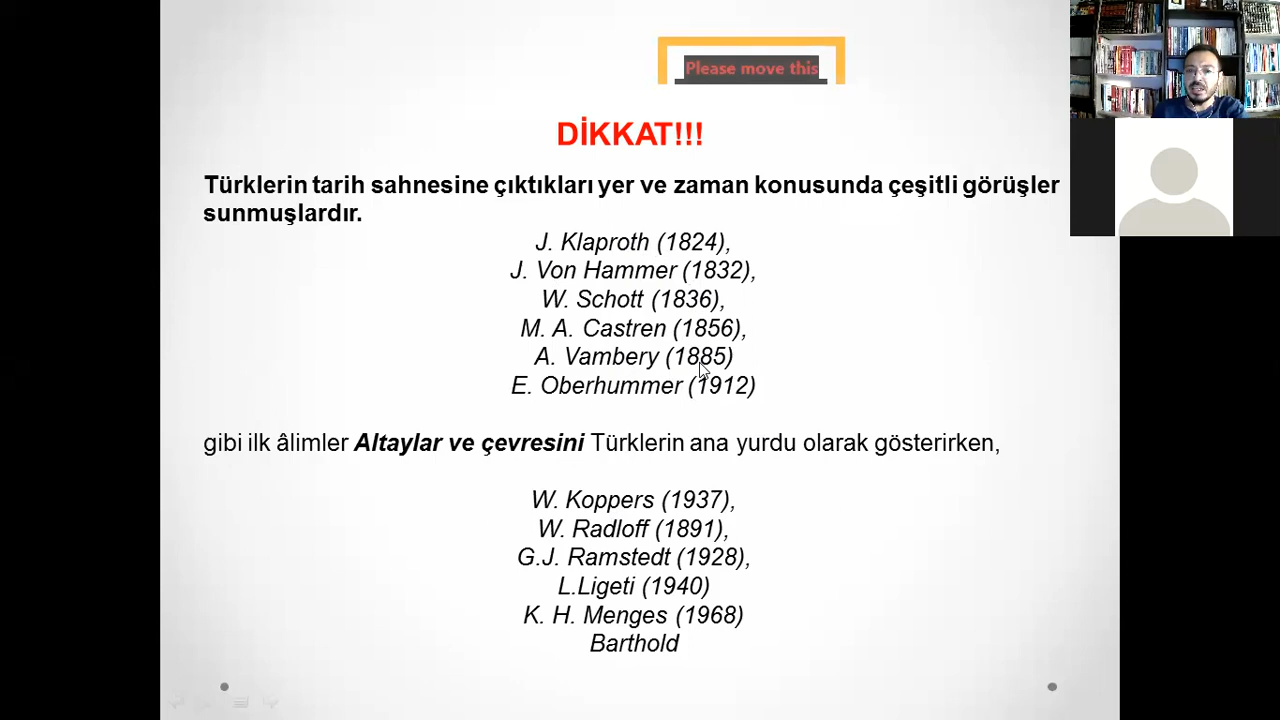 Please move this
DİKKAT!!!
Türklerin tarih sahnesine çıktıkları yer ve zaman konusunda çeşitli görüşler
sunmuşlardır.
J. Klaproth (1824),
J. Von Hammer (1832),
W. Schott (1836),
M. A. Castren (1856),
A. Vambery (1885)
E. Oberhummer (1912)
gibi ilk âlimler Altaylar ve çevresini Türklerin ana yurdu olarak gösterirken,
W. Koppers (1937),
W. Radloff (1891),
G.J. Ramstedt (1928),
L.Ligeti (1940)
K. H. Menges (1968)
Barthold